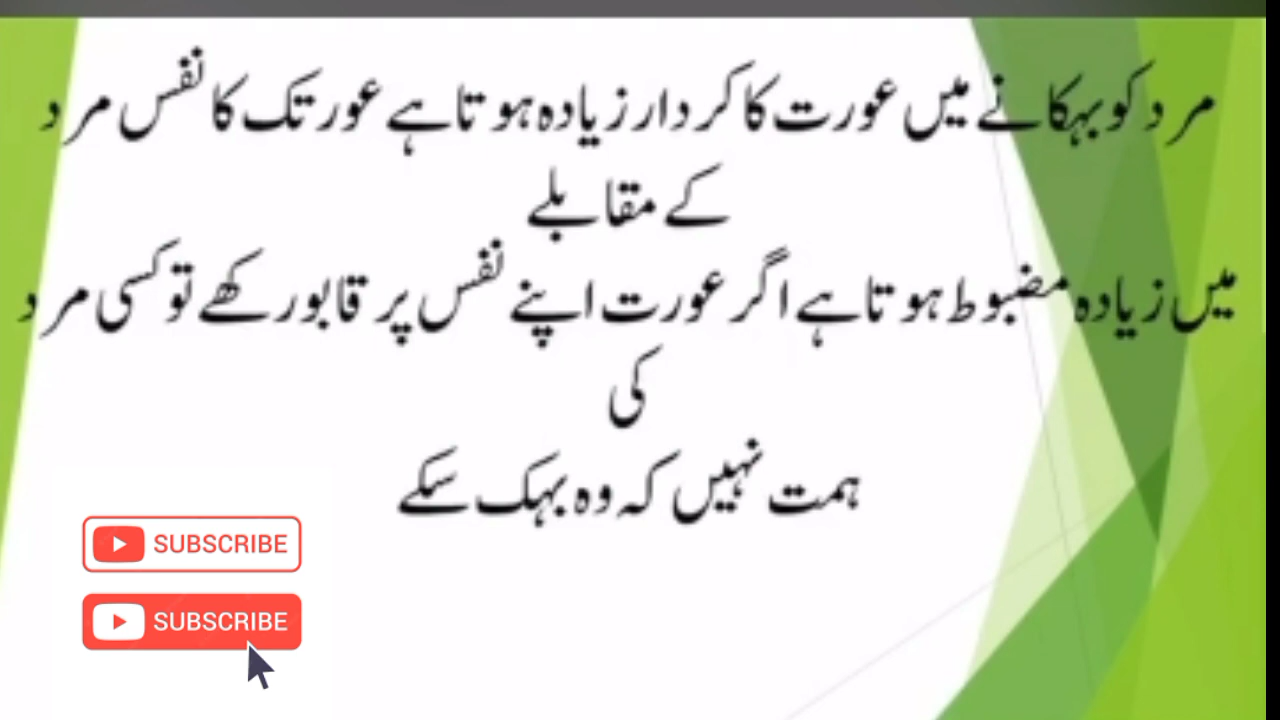 مرد کو بہکانے میں عورت کا کردار زیادہ ہوتا ہے عورتک کا نفس مرد
کے مقابلے
میں زیادہ مضبوط ہوتا ہے اگر عورت اپنے نفس پر قابو رکھے تو کسی مرد
کی
ہمت نہیں کہ وہ بہک سکے
SUBSCRIBE
SUBSCRIBE